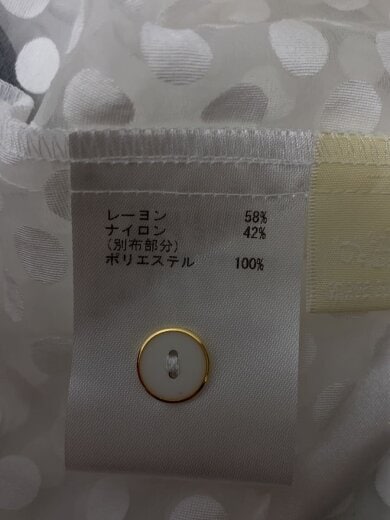 レーヨン 58%
ナイロン 42%
(別布部分)
ポリエステル 100%